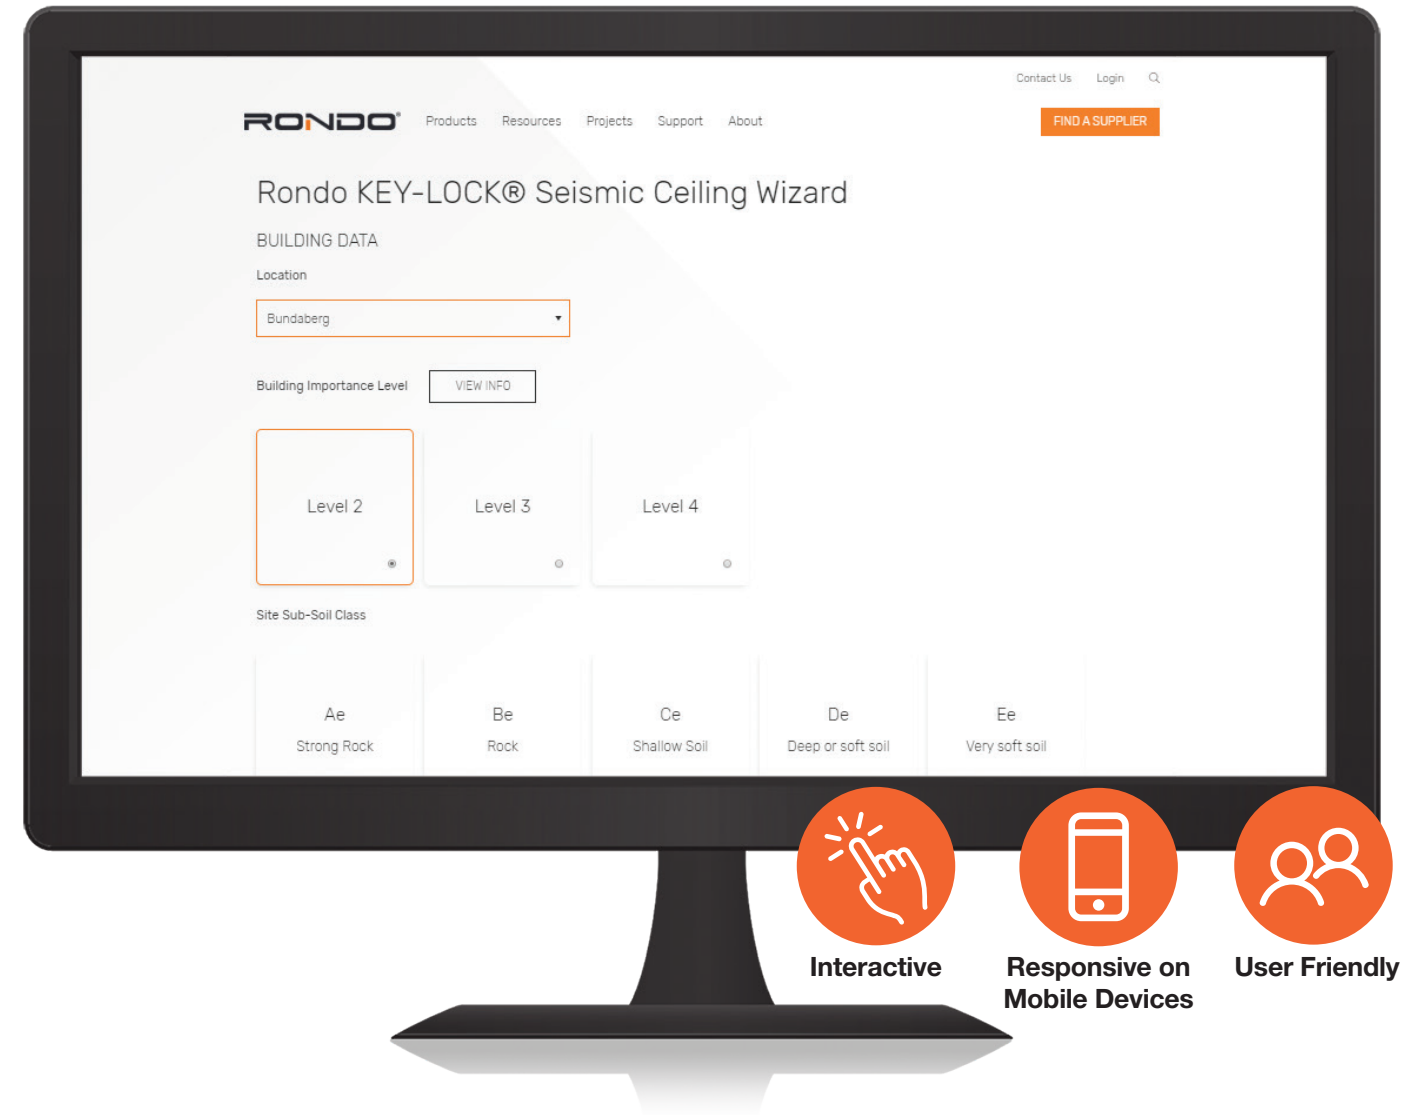 Contact Us Login
RONDO® Products Resources Projects Support About FIND A SUPPLIER
Rondo KEY-LOCK® Seismic Ceiling Wizard
BUILDING DATA
Location
Bundaberg
Building Importance Level VIEW INFO
Level 2 Level 3 Level 4
Site Sub-Soil Class
Ae Be Ce De Ee
Strong Rock Rock Shallow Soil Deep or soft soil Very soft soil
Interactive Responsive on User Friendly
Mobile Devices